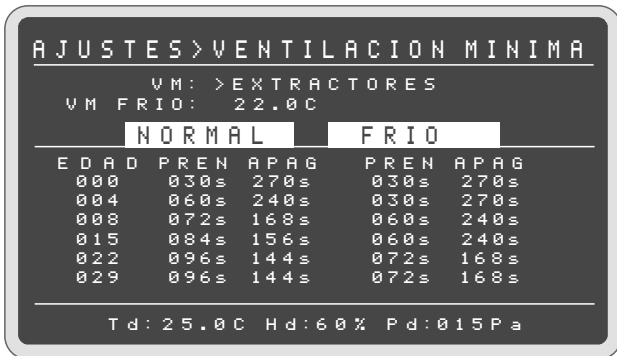 AJUSTES>VENTILACION MINIMA
VM: >EXTRACTORES
VM FRIO: 22.0C
NORMAL FRIO
EDAD PREN APAG PREN APAG
000 030s 270s 030s 270s
004 060s 240s 030s 270s
008 072s 168s 060s 240s
015 084s 156s 060s 240s
022 096s 144s 072s 168s
029 096s 144s 072s 168s
Td:25.0C Hd:60% Pd:015Pa